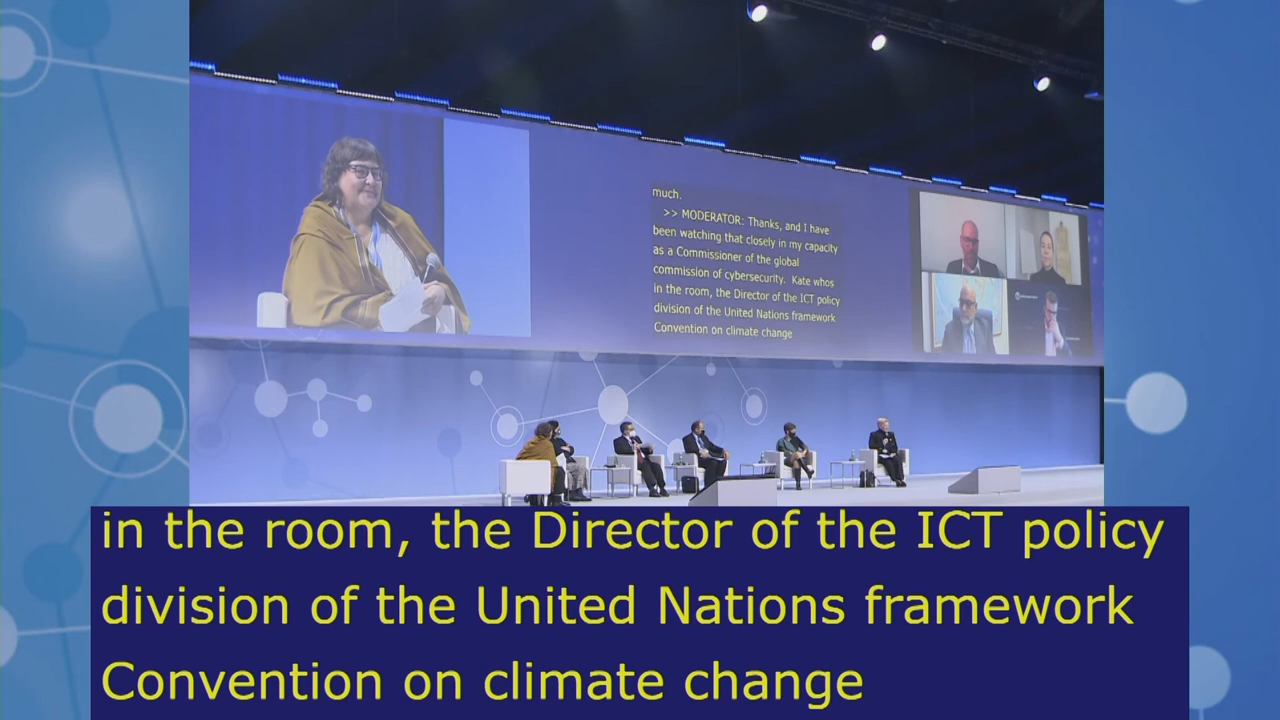 much.
>> MODERATOR: Thanks, and I have
been watching that closely in my capacity
as a Commissioner of the global
commission of cybersecurity. Kate whos
in the room, the Director of the ICT policy
division of the United Nations framework
Convention on climate change
in the room, the Director of the ICT policy
division of the United Nations framework
Convention on climate change